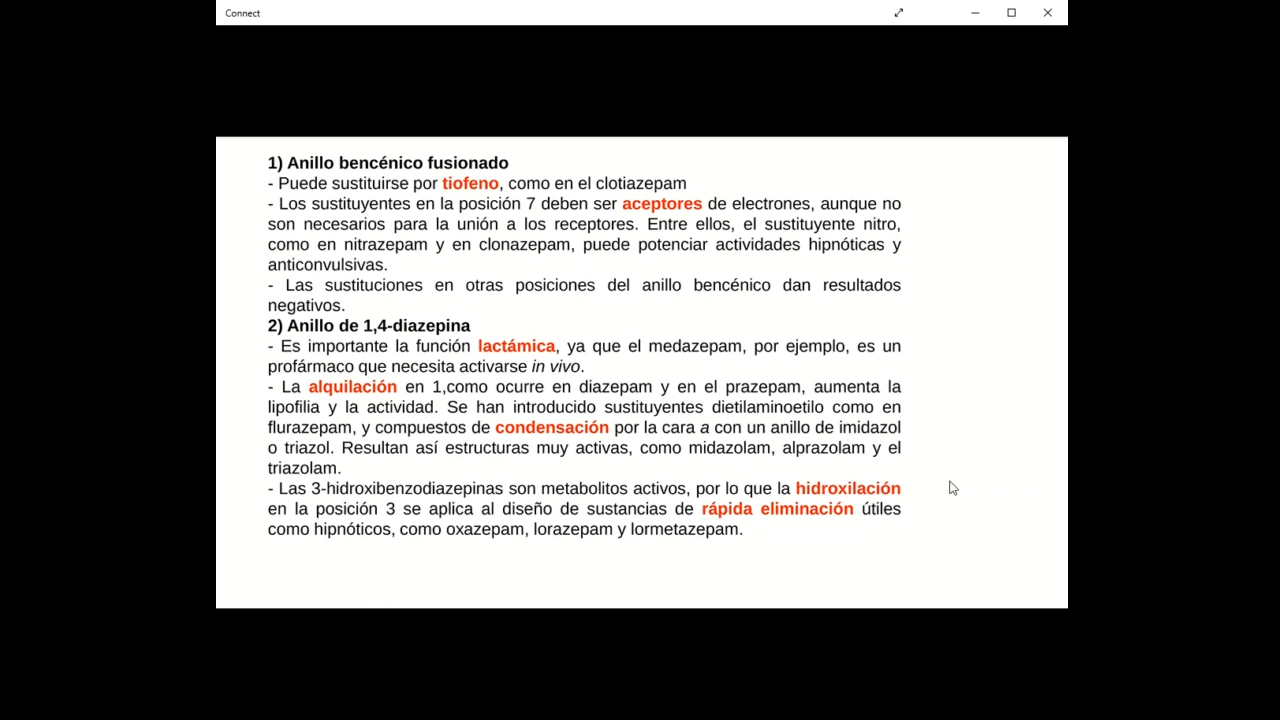 Connect
1) Anillo bencénico fusionado
- Puede sustituirse por tiofeno, como en el clotiazepam
- Los sustituyentes en la posición 7 deben ser aceptores de electrones, aunque no
son necesarios para la unión a los receptores. Entre ellos, el sustituyente nitro,
como en nitrazepam y en clonazepam, puede potenciar actividades hipnóticas y
anticonvulsivas.
- Las sustituciones en otras posiciones del anillo bencénico dan resultados
negativos.
2) Anillo de 1,4-diazepina
- Es importante la función lactámica, ya que el medazepam, por ejemplo, es un
profármaco que necesita activarse in vivo.
- La alquilación en 1,como ocurre en diazepam y en el prazepam, aumenta la
lipofilia y la actividad. Se han introducido sustituyentes dietilaminoetilo como en
flurazepam, y compuestos de condensación por la cara a con un anillo de imidazol
o triazol. Resultan así estructuras muy activas, como midazolam, alprazolam y el
triazolam.
- Las 3-hidroxibenzodiazepinas son metabolitos activos, por lo que la hidroxilación
en la posición 3 se aplica al diseño de sustancias de rápida eliminación útiles
como hipnóticos, como oxazepam, lorazepam y lormetazepam.